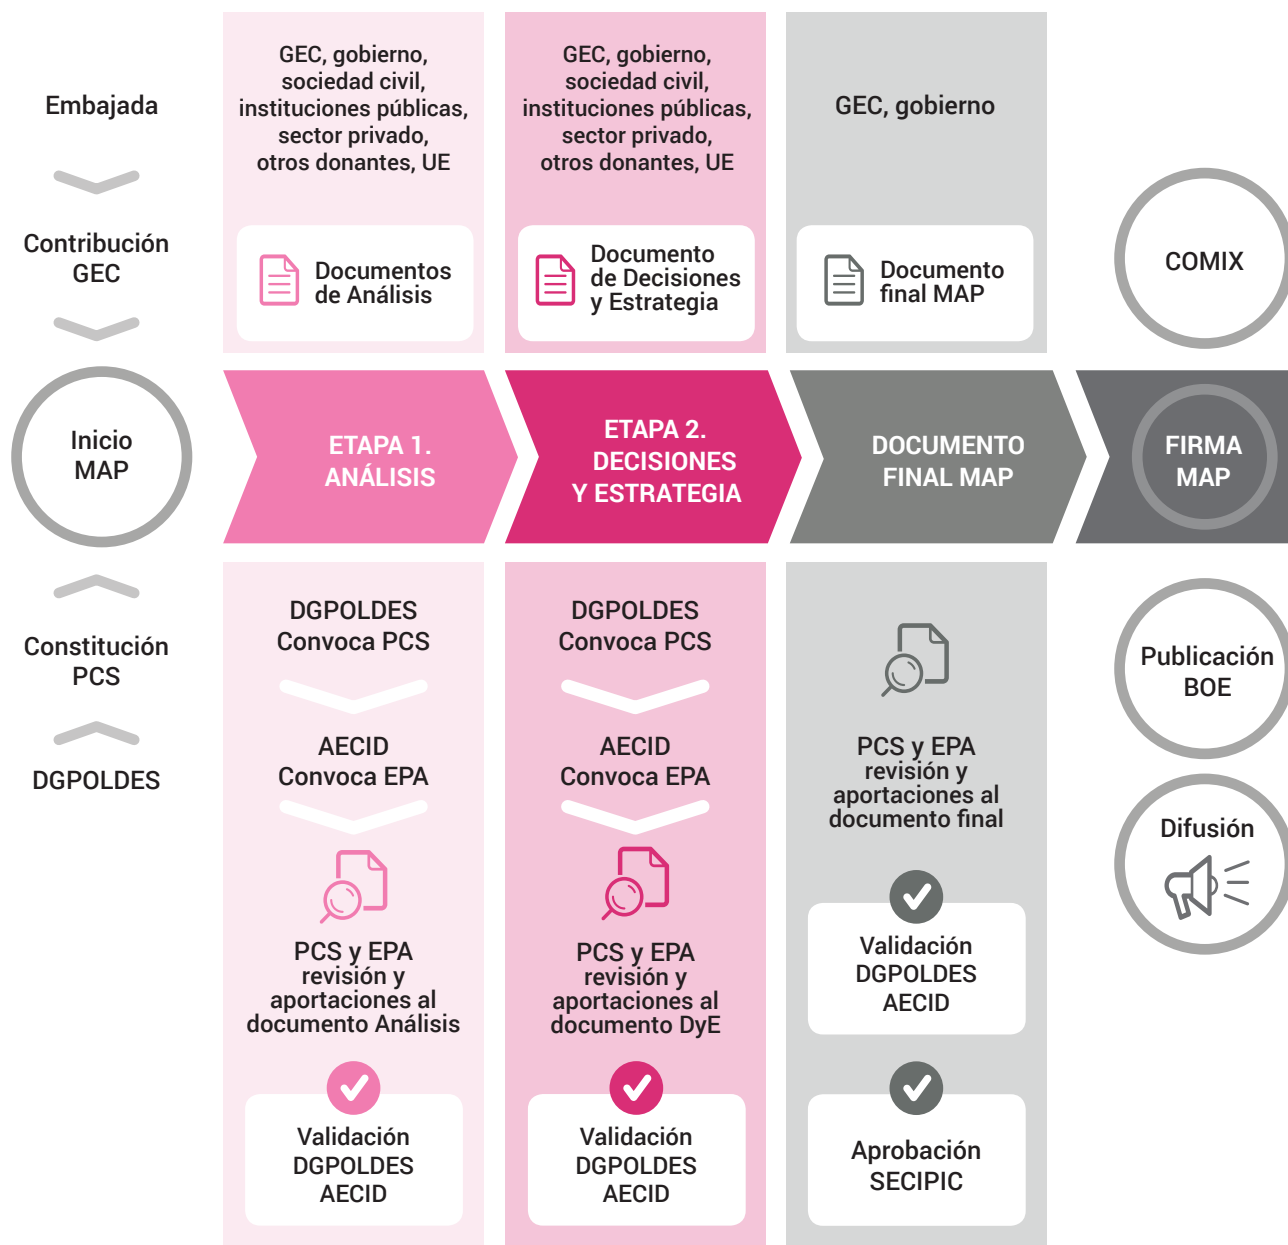 Embajada
Contribución
GEC
Inicio
MAP
Constitución
PCS
DGPOLDES
GEC, gobierno,
sociedad civil,
instituciones públicas,
sector privado,
otros donantes, UE
Documentos
de Análisis
ETAPA 1.
ANÁLISIS
DGPOLDES
Convoca PCS
AECID
Convoca EPA
PCS y EPA
revisión y
aportaciones al
documento Análisis
Validación
DGPOLDES
AECID
GEC, gobierno,
sociedad civil,
instituciones públicas,
sector privado,
otros donantes, UE
Documento
de Decisiones
y Estrategia
ETAPA 2.
DECISIONES
Y ESTRATEGIA
DGPOLDES
Convoca PCS
AECID
Convoca EPA
PCS y EPA
revisión y
aportaciones al
documento DyE
Validación
DGPOLDES
AECID
GEC, gobierno
Documento
final MAP
DOCUMENTO
FINAL MAP
PCS y EPA
revisión y
aportaciones al
documento final
Validación
DGPOLDES
AECID
Aprobación
SECIPIC
COMIX
FIRMA
MAP
Publicación
BOE
Difusión